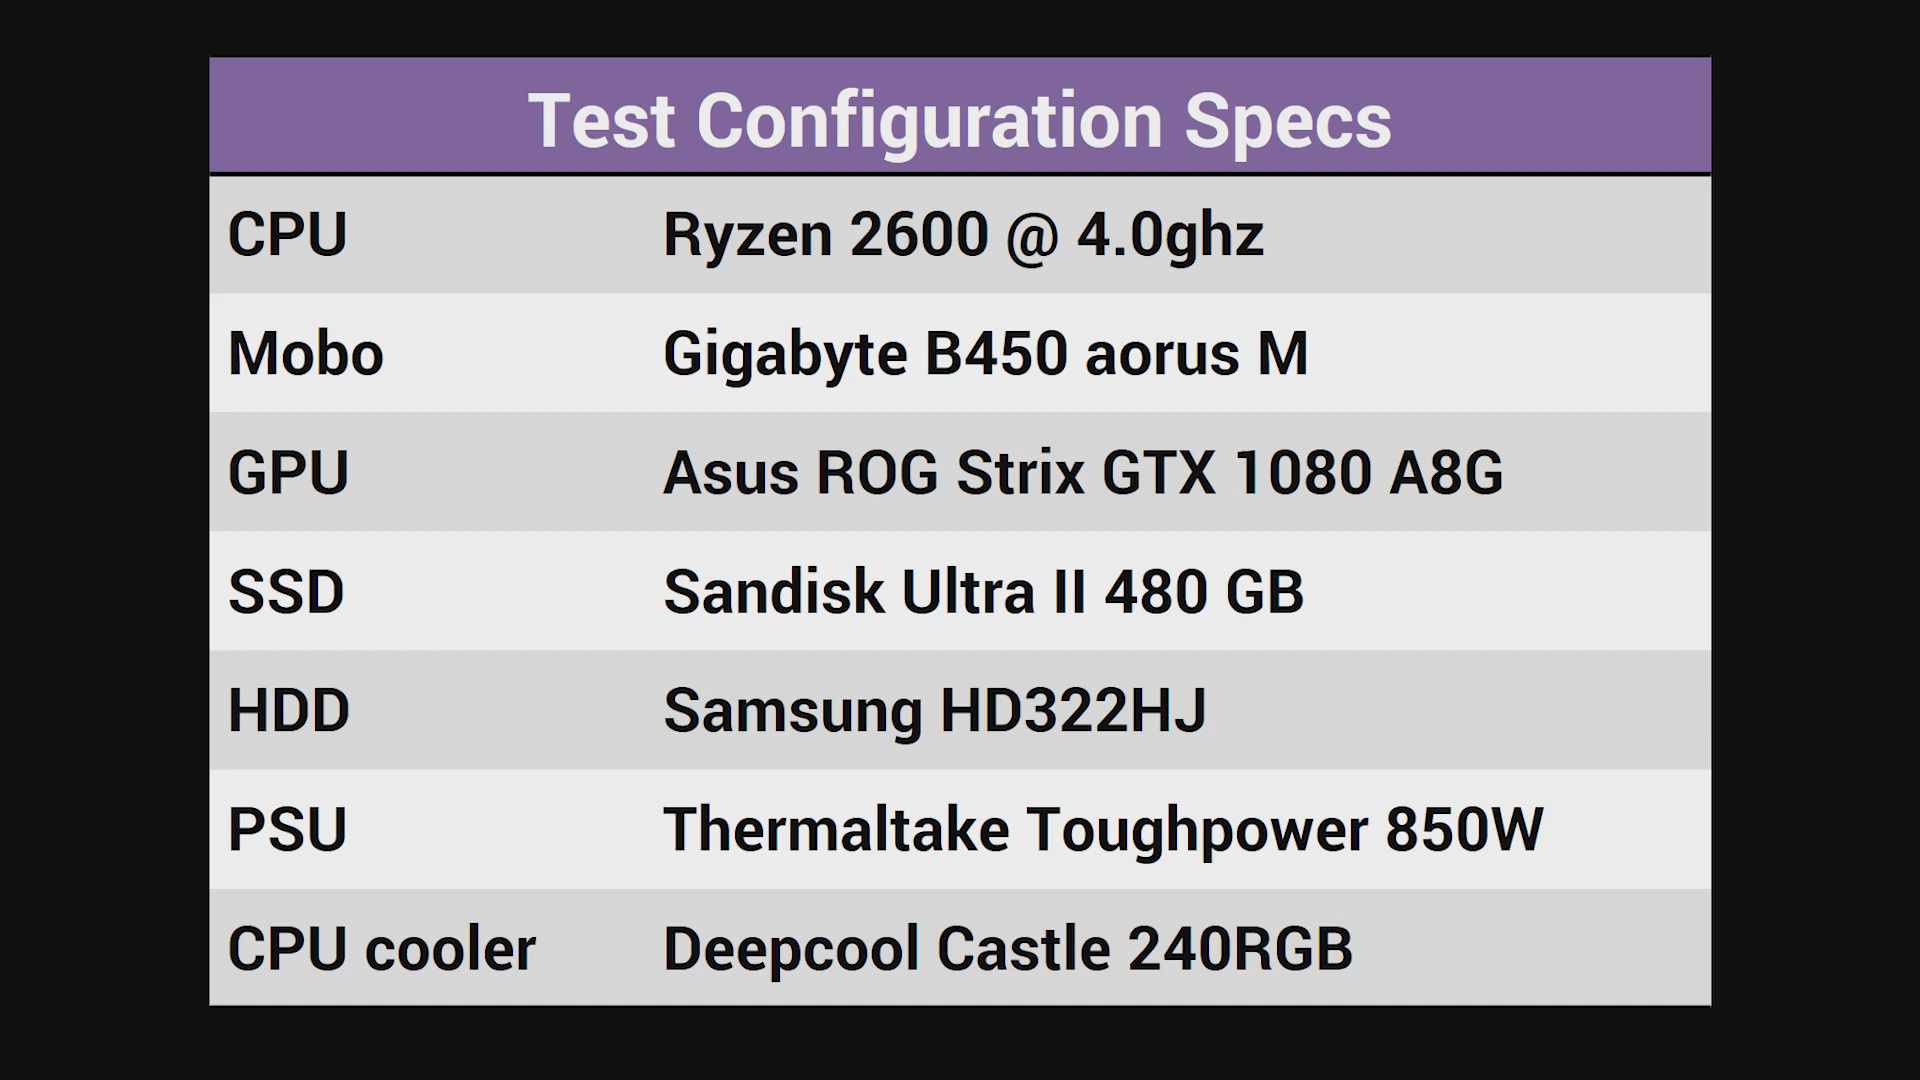 Test Configuration Specs
CPU Ryzen 2600 @ 4.0ghz
Mobo Gigabyte B450 aorus M
GPU Asus ROG Strix GTX 1080 A8G
SSD Sandisk Ultra II 480 GB
HDD Samsung HD322HJ
PSU Thermaltake Toughpower 850W
CPU cooler Deepcool Castle 240RGB